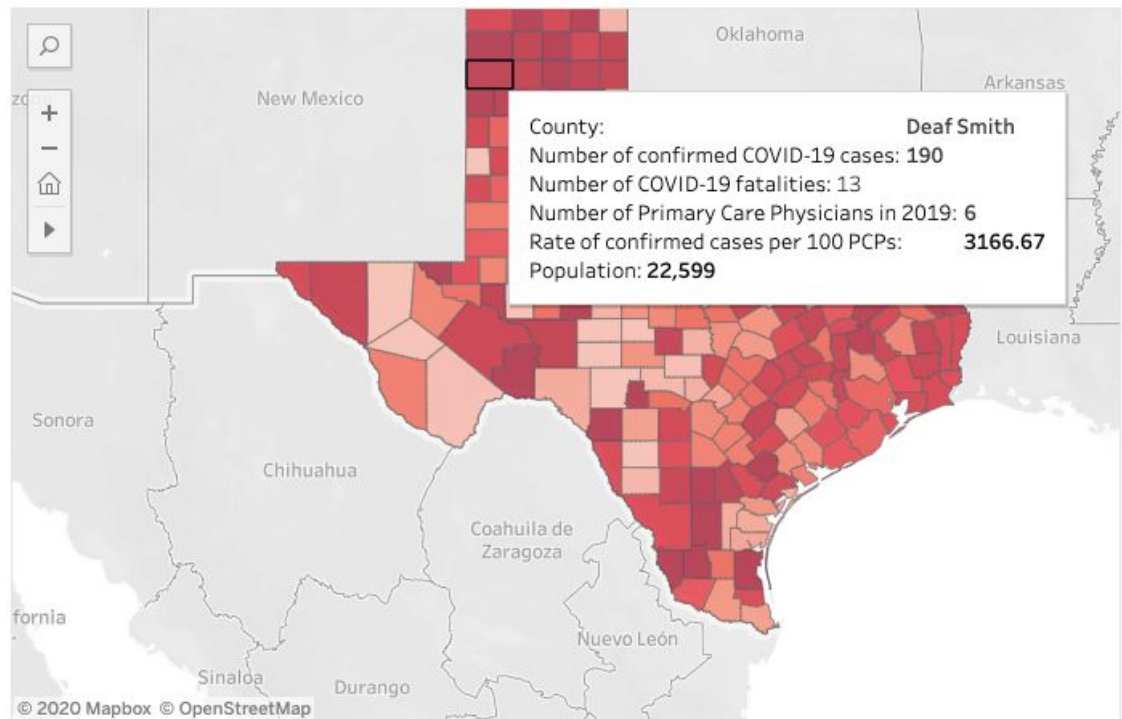 Oklahoma
Arkansas
New Mexico
+
−
County: Deaf Smith
Number of confirmed COVID-19 cases: 190
Number of COVID-19 fatalities: 13
Number of Primary Care Physicians in 2019: 6
Rate of confirmed cases per 100 PCPs: 3166.67
Population: 22,599
Louisiana
Sonora
Chihuahua
Coahuila de
Zaragoza
fornia
Nuevo León
Sinaloa
Durango
© 2020 Mapbox © OpenStreetMap